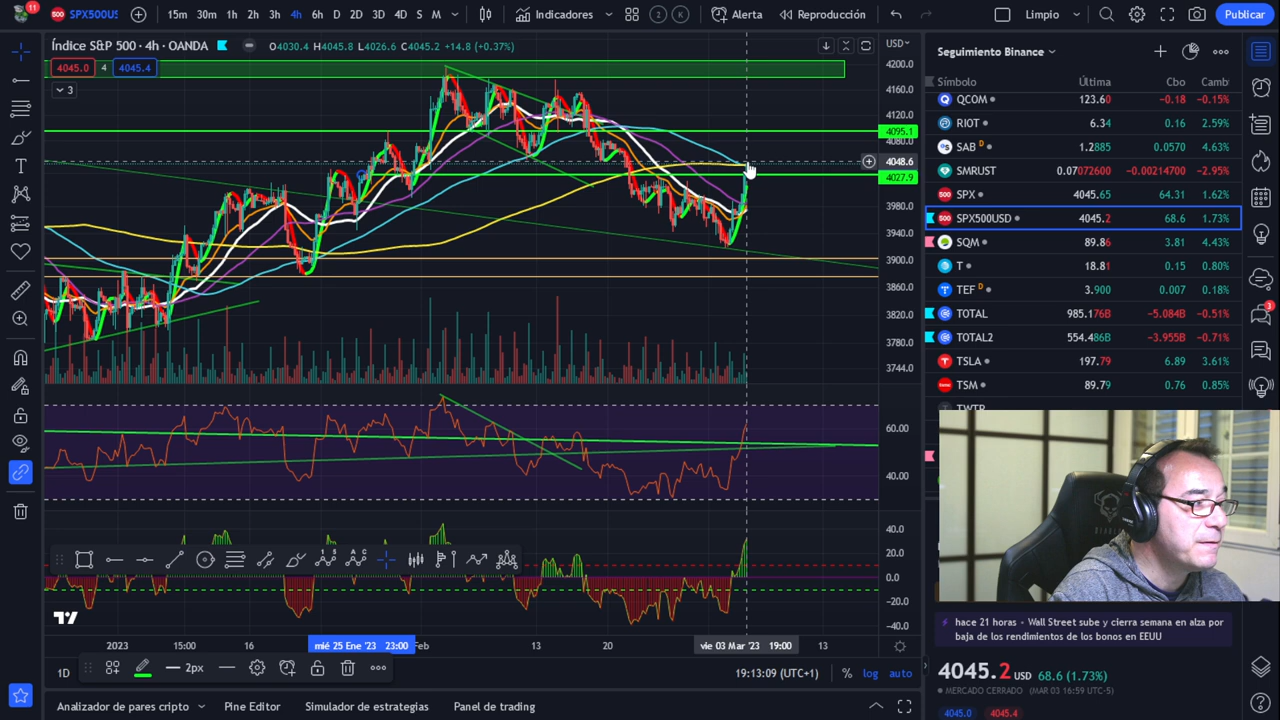 11
SPX500US
15m 30m 1h 2h 3h 4h 6h D 2D 3D 4D S M
Indicadores
2 K
Alerta
Reproducción
Limpio
Publicar
Índice S&P 500 · 4h · OANDA
O4030.4 H4045.8 L4026.6 C4045.2 +14.8 (+0.37%)
4045.0 4 4045.4
3
USD
4200.0
4160.0
4120.0
4095.1
4080.0
4048.6
4027.9
3980.0
3940.0
3900.0
3860.0
3820.0
3780.0
3744.0
60.00
40.00
40.0
20.0
0.0
-20.0
-40.0
2023 15:00 16 mié 25 Ene '23 23:00 Feb 13 20 vie 03 Mar '23 19:00 13
1D
2px
19:13:09 (UTC+1) % log auto
Analizador de pares cripto Pine Editor Simulador de estrategias Panel de trading
Seguimiento Binance
Símbolo Última Cbo Camb
QCOM 123.60 −0.18 −0.15%
RIOT 6.34 0.16 2.59%
SAB D 1.2885 0.0570 4.63%
SMRUST 0.07072600 −0.00214700 −2.95%
SPX 4045.65 64.31 1.62%
SPX500USD 4045.2 68.6 1.73%
SQM 89.86 3.81 4.43%
T 18.81 0.15 0.80%
TEF D 3.900 0.007 0.18%
TOTAL 985.176B −5.084B −0.51%
TOTAL2 554.486B −3.955B −0.71%
TSLA 197.79 6.89 3.61%
TSM 89.79 0.76 0.85%
TWTR
3
hace 21 horas - Wall Street sube y cierra semana en alza por
baja de los rendimientos de los bonos en EEUU
4045.2 USD 68.6 (1.73%)
MERCADO CERRADO (MAR 03 16:59 UTC-5)
4045.0 4045.4